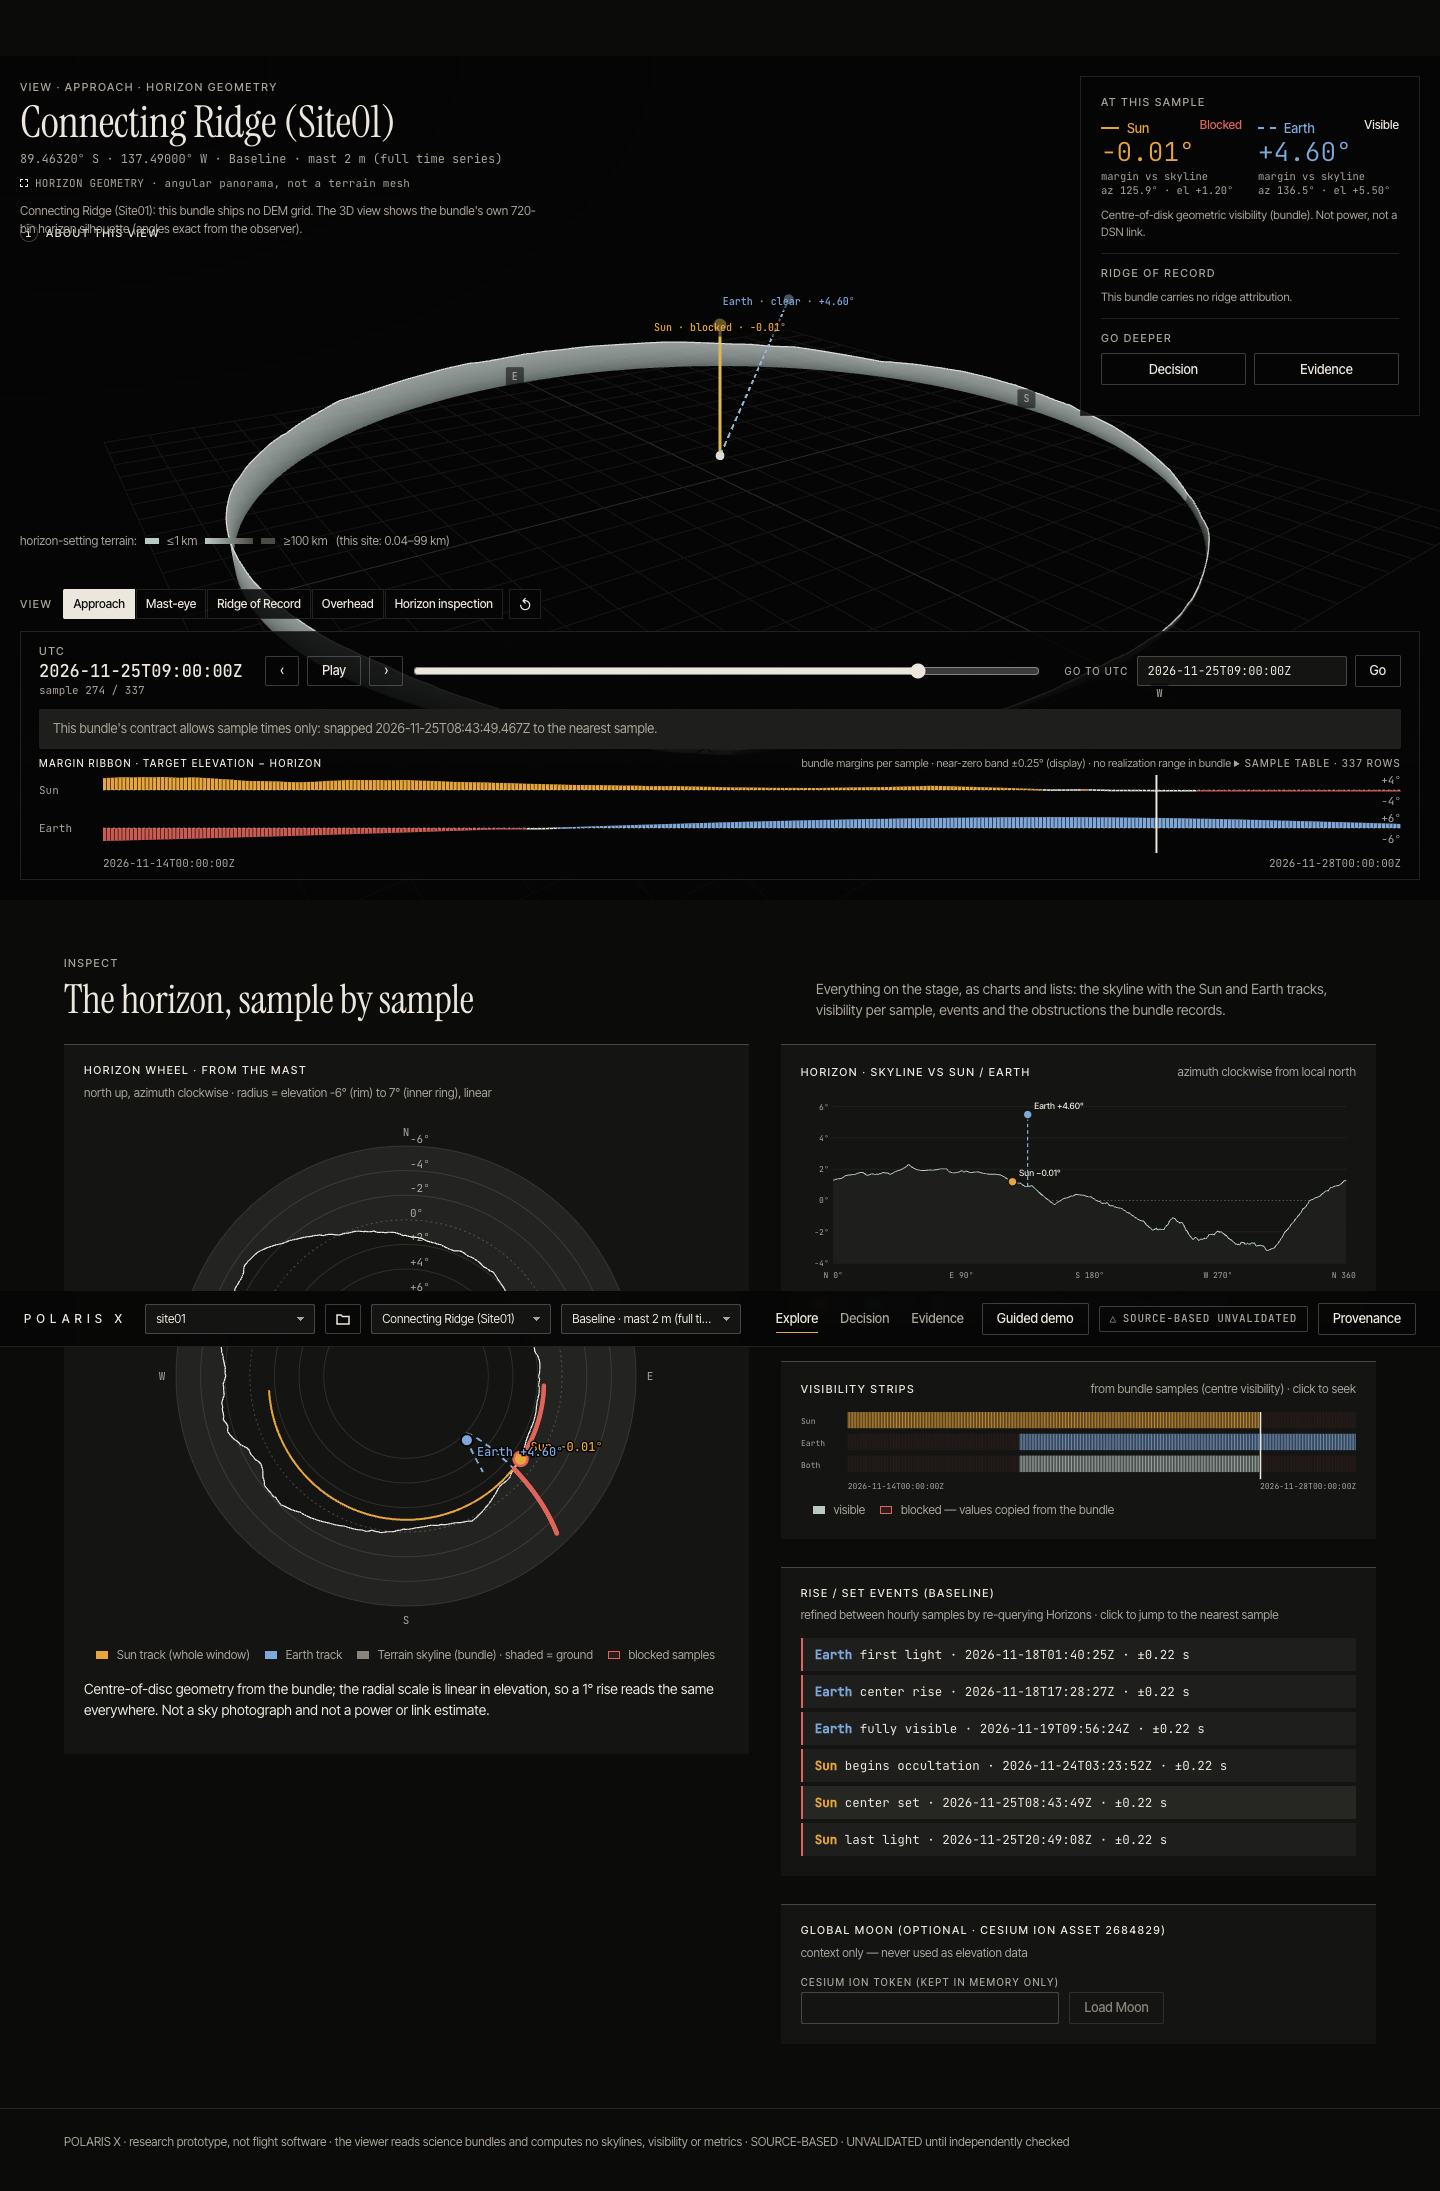 VIEW · APPROACH · HORIZON GEOMETRY
Connecting Ridge (Site01)
89.46320° S · 137.49000° W · Baseline · mast 2 m (full time series)
HORIZON GEOMETRY · angular panorama, not a terrain mesh
Connecting Ridge (Site01): this bundle ships no DEM grid. The 3D view shows the bundle's own 720-
bin horizon silhouette (angles exact from the observer).
1 ABOUT THIS VIEW
AT THIS SAMPLE
Sun Blocked
-0.01°
margin vs skyline
az 125.9° · el +1.20°
Earth Visible
+4.60°
margin vs skyline
az 136.5° · el +5.50°
Centre-of-disk geometric visibility (bundle). Not power, not a
DSN link.
RIDGE OF RECORD
This bundle carries no ridge attribution.
GO DEEPER
Decision Evidence
Earth · clear · +4.60°
Sun · blocked · -0.01°
E
S
horizon-setting terrain: ≤1 km ≥100 km (this site: 0.04–99 km)
VIEW Approach Mast-eye Ridge of Record Overhead Horizon inspection
UTC
2026-11-25T09:00:00Z
sample 274 / 337
‹ Play ›
GO TO UTC 2026-11-25T09:00:00Z Go
W
This bundle's contract allows sample times only: snapped 2026-11-25T08:43:49.467Z to the nearest sample.
MARGIN RIBBON · TARGET ELEVATION − HORIZON
bundle margins per sample · near-zero band ±0.25° (display) · no realization range in bundle ▸ SAMPLE TABLE · 337 ROWS
Sun +4°
-4°
Earth +6°
-6°
2026-11-14T00:00:00Z 2026-11-28T00:00:00Z
INSPECT
The horizon, sample by sample
Everything on the stage, as charts and lists: the skyline with the Sun and Earth tracks,
visibility per sample, events and the obstructions the bundle records.
HORIZON WHEEL · FROM THE MAST
north up, azimuth clockwise · radius = elevation -6° (rim) to 7° (inner ring), linear
N
-6°
-4°
-2°
0°
+2°
+4°
+6°
HORIZON · SKYLINE VS SUN / EARTH azimuth clockwise from local north
6°
4°
2°
0°
-2°
-4°
Earth +4.60°
Sun −0.01°
N 0° E 90° S 180° W 270° N 360
POLARIS X site01 Connecting Ridge (Site01) Baseline · mast 2 m (full ti... Explore Decision Evidence Guided demo △ SOURCE-BASED UNVALIDATED Provenance
W E
Sun -0.01°
Earth +4.60°
S
Sun track (whole window) Earth track Terrain skyline (bundle) · shaded = ground blocked samples
Centre-of-disc geometry from the bundle; the radial scale is linear in elevation, so a 1° rise reads the same
everywhere. Not a sky photograph and not a power or link estimate.
VISIBILITY STRIPS from bundle samples (centre visibility) · click to seek
Sun
Earth
Both
2026-11-14T00:00:00Z 2026-11-28T00:00:00Z
visible blocked — values copied from the bundle
RISE / SET EVENTS (BASELINE)
refined between hourly samples by re-querying Horizons · click to jump to the nearest sample
Earth first light · 2026-11-18T01:40:25Z · ±0.22 s
Earth center rise · 2026-11-18T17:28:27Z · ±0.22 s
Earth fully visible · 2026-11-19T09:56:24Z · ±0.22 s
Sun begins occultation · 2026-11-24T03:23:52Z · ±0.22 s
Sun center set · 2026-11-25T08:43:49Z · ±0.22 s
Sun last light · 2026-11-25T20:49:08Z · ±0.22 s
GLOBAL MOON (OPTIONAL · CESIUM ION ASSET 2684829)
context only — never used as elevation data
CESIUM ION TOKEN (KEPT IN MEMORY ONLY)
Load Moon
POLARIS X · research prototype, not flight software · the viewer reads science bundles and computes no skylines, visibility or metrics · SOURCE-BASED · UNVALIDATED until independently checked